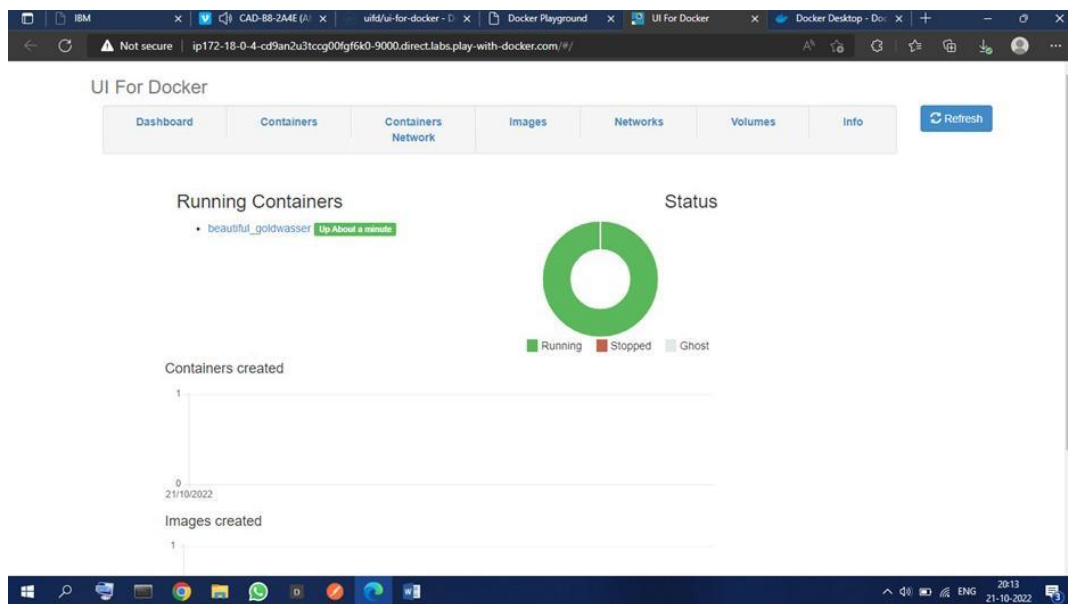 IBM
CAD-B8-2A4E (A
uifd/ui-for-docker - D
Docker Playground
UI For Docker
Docker Desktop - Doc
Not secure
ip172-18-0-4-cd9an2u3tccg00fgf6k0-9000.direct.labs.play-with-docker.com/#/
UI For Docker
Dashboard
Containers
Containers
Network
Images
Networks
Volumes
Info
Refresh
Running Containers
beautiful_goldwasser Up About a minute
Status
Running Stopped Ghost
Containers created
1
0
21/10/2022
Images created
1
ENG
20:13
21-10-2022